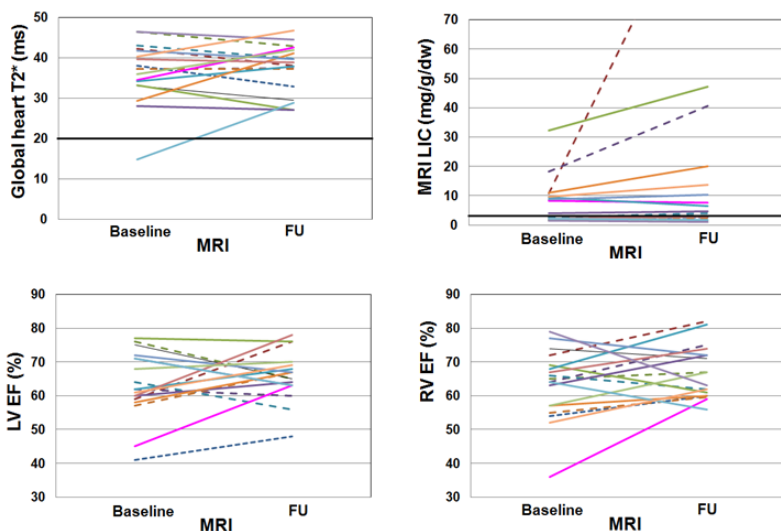 Global heart T2* (ms)
50
40
30
20
10
0
Baseline FU
MRI
MRI LIC (mg/g/dw)
70
60
50
40
30
20
10
0
Baseline FU
MRI
LV EF (%)
90
80
70
60
50
40
30
Baseline FU
MRI
RV EF (%)
90
80
70
60
50
40
30
Baseline FU
MRI